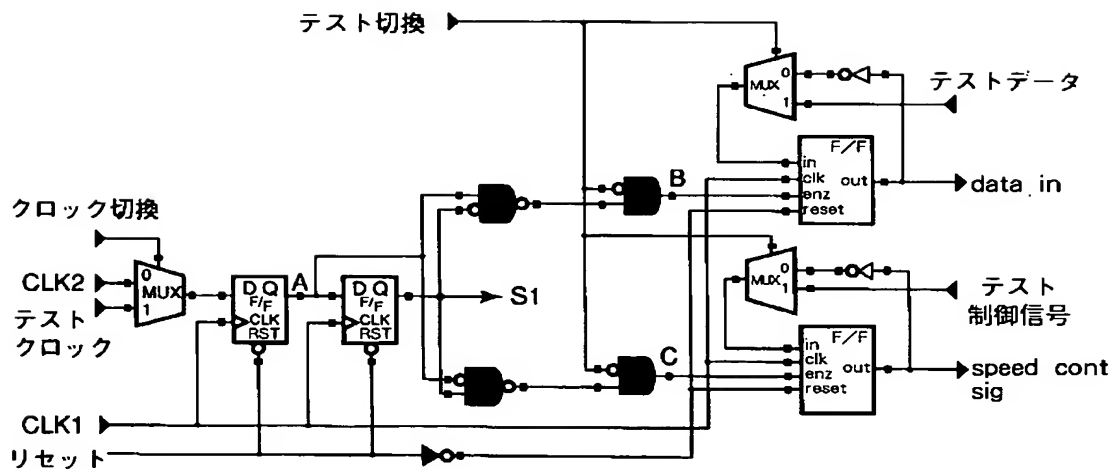 テスト切換
MUX
0
1
テストデータ
F/F
in
clk
enz
reset
out
data in
B
クロック切換
CLK2
テスト
クロック
0
MUX
1
D Q
F/F
CLK
RST
A
D Q
F/F
CLK
RST
S1
MUX
0
1
テスト
制御信号
C
F/F
in
clk
enz
reset
out
speed cont
sig
CLK1
リセット